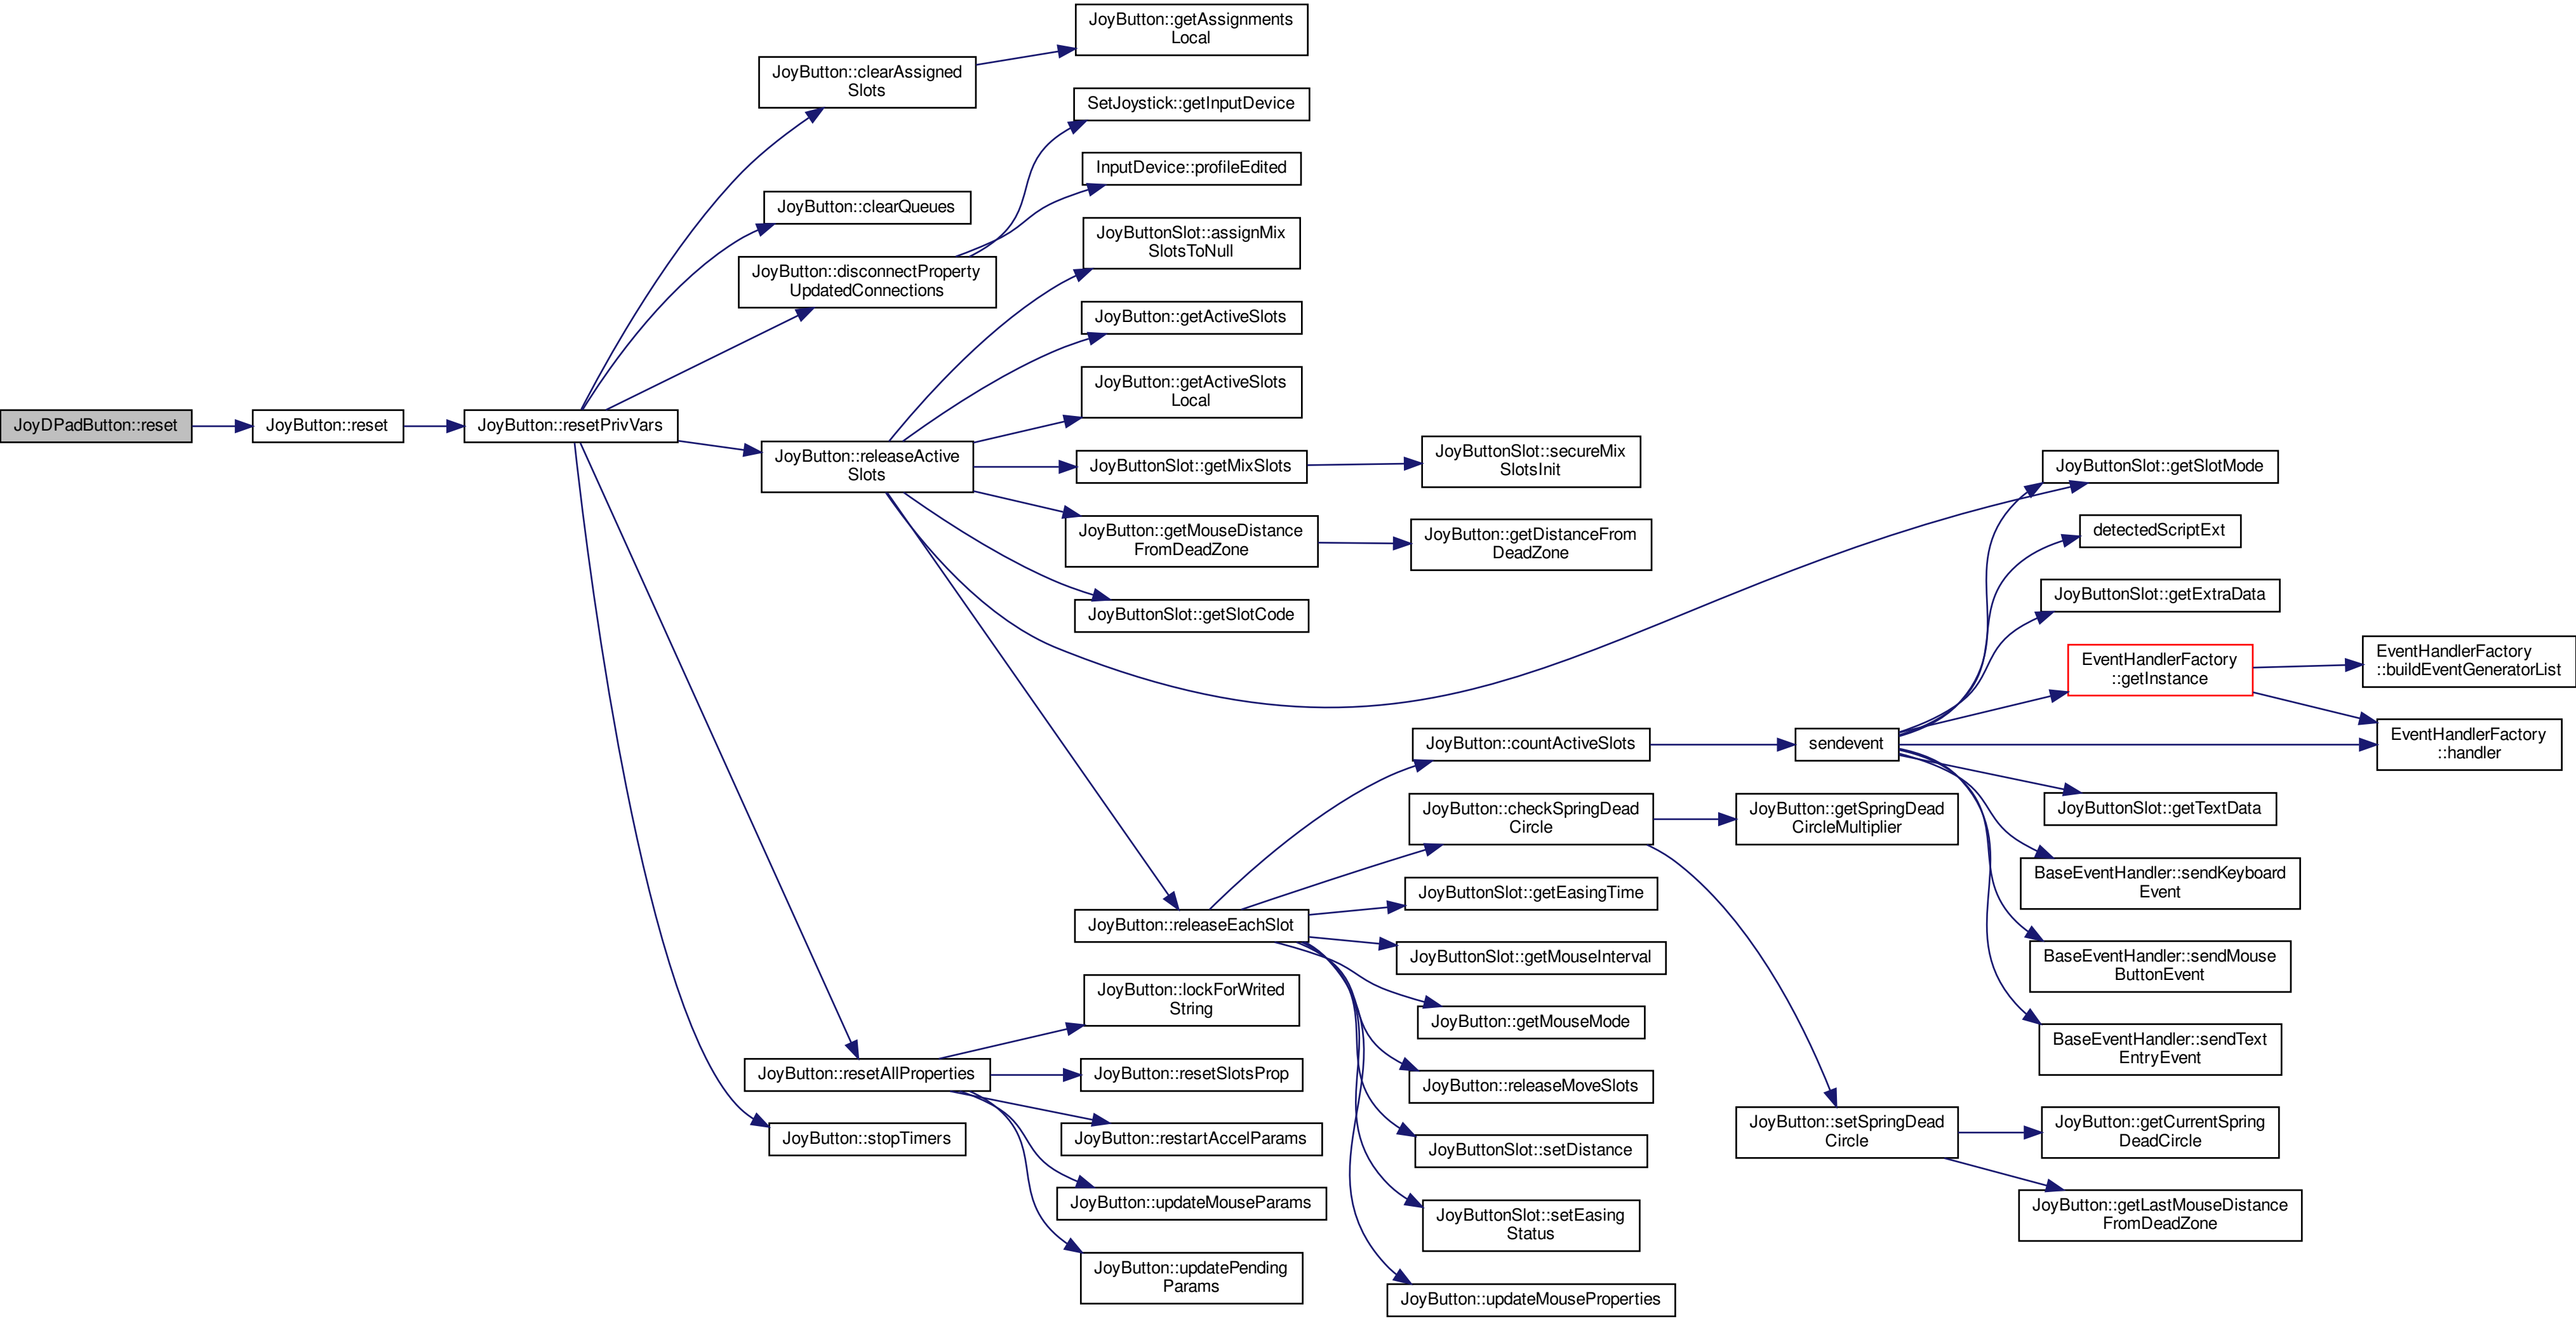 JoyDPadButton::reset
JoyButton::reset
JoyButton::resetPrivVars
JoyButton::clearAssigned
Slots
JoyButton::getAssignments
Local
JoyButton::clearQueues
JoyButton::disconnectProperty
UpdatedConnections
SetJoystick::getInputDevice
InputDevice::profileEdited
JoyButton::releaseActive
Slots
JoyButtonSlot::assignMix
SlotsToNull
JoyButton::getActiveSlots
JoyButton::getActiveSlots
Local
JoyButtonSlot::getMixSlots
JoyButtonSlot::secureMix
SlotsInit
JoyButton::getMouseDistance
FromDeadZone
JoyButton::getDistanceFrom
DeadZone
JoyButtonSlot::getSlotCode
JoyButtonSlot::getSlotMode
JoyButton::releaseEachSlot
JoyButton::countActiveSlots
sendevent
detectedScriptExt
JoyButtonSlot::getExtraData
EventHandlerFactory
::getInstance
EventHandlerFactory
::buildEventGeneratorList
EventHandlerFactory
::handler
JoyButtonSlot::getTextData
BaseEventHandler::sendKeyboard
Event
BaseEventHandler::sendMouse
ButtonEvent
BaseEventHandler::sendText
EntryEvent
JoyButton::checkSpringDead
Circle
JoyButton::getSpringDead
CircleMultiplier
JoyButton::setSpringDead
Circle
JoyButton::getCurrentSpring
DeadCircle
JoyButton::getLastMouseDistance
FromDeadZone
JoyButtonSlot::getEasingTime
JoyButtonSlot::getMouseInterval
JoyButton::getMouseMode
JoyButton::releaseMoveSlots
JoyButtonSlot::setDistance
JoyButtonSlot::setEasing
Status
JoyButton::updateMouseProperties
JoyButton::resetAllProperties
JoyButton::lockForWrited
String
JoyButton::resetSlotsProp
JoyButton::restartAccelParams
JoyButton::updateMouseParams
JoyButton::updatePending
Params
JoyButton::stopTimers